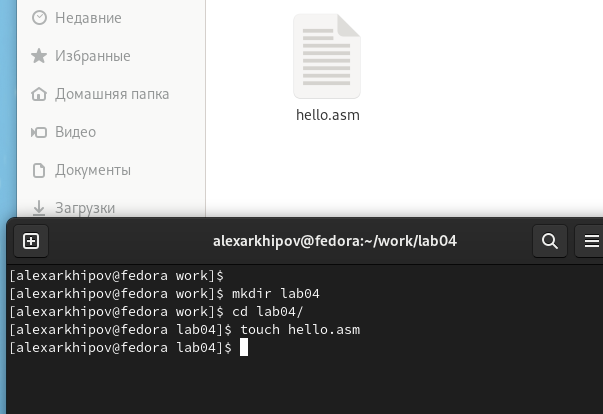 Недавние
Избранные
Домашняя папка
Видео
Документы
Загрузки
hello.asm
alexarkhipov@fedora:~/work/lab04
[alexarkhipov@fedora work]$
[alexarkhipov@fedora work]$ mkdir lab04
[alexarkhipov@fedora work]$ cd lab04/
[alexarkhipov@fedora lab04]$ touch hello.asm
[alexarkhipov@fedora lab04]$